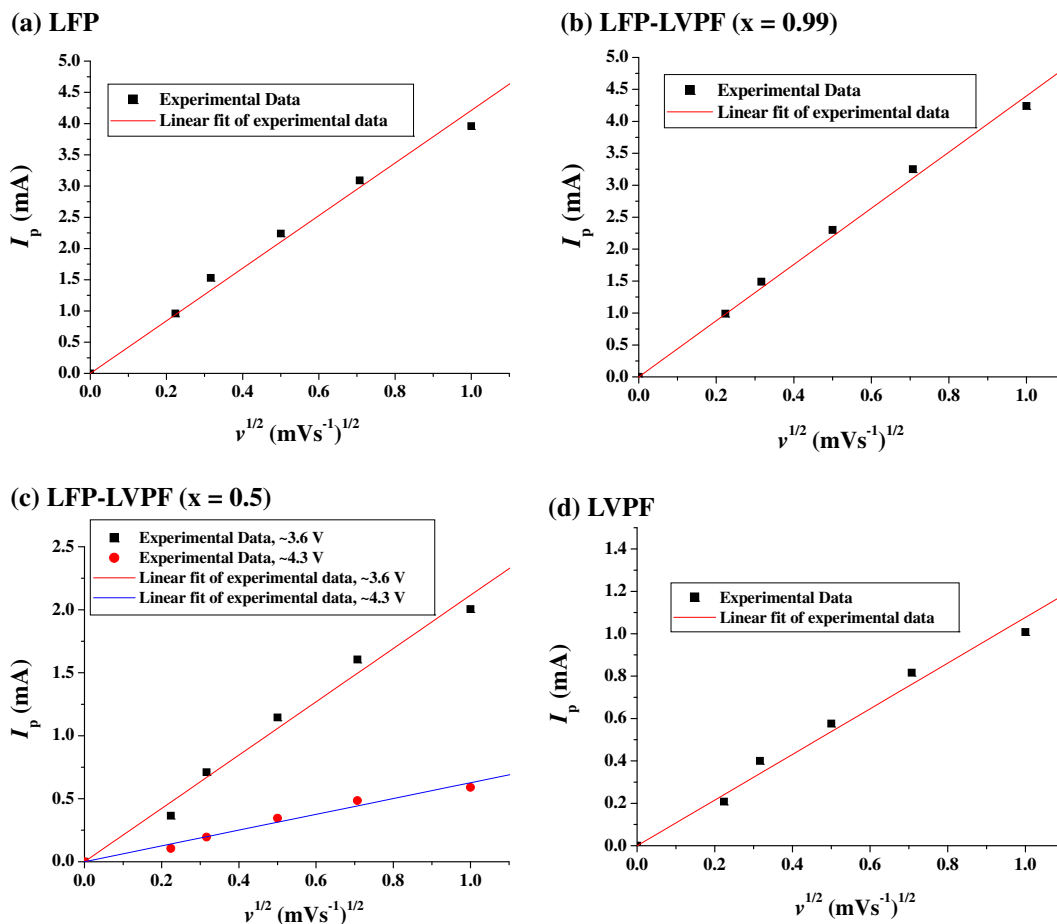 (a) LFP
5.0
4.5
4.0
3.5
3.0
2.5
2.0
1.5
1.0
0.5
0.0
I_p (mA)
Experimental Data
Linear fit of experimental data
0.0 0.2 0.4 0.6 0.8 1.0
v^1/2 (mVs^-1)^1/2
(b) LFP-LVPF (x = 0.99)
5.0
4.5
4.0
3.5
3.0
2.5
2.0
1.5
1.0
0.5
0.0
I_p (mA)
Experimental Data
Linear fit of experimental data
0.0 0.2 0.4 0.6 0.8 1.0
v^1/2 (mVs^-1)^1/2
(c) LFP-LVPF (x = 0.5)
Experimental Data, ~3.6 V
Experimental Data, ~4.3 V
Linear fit of experimental data, ~3.6 V
Linear fit of experimental data, ~4.3 V
2.5
2.0
1.5
1.0
0.5
0.0
I_p (mA)
0.0 0.2 0.4 0.6 0.8 1.0
v^1/2 (mVs^-1)^1/2
(d) LVPF
1.4
1.2
1.0
0.8
0.6
0.4
0.2
0.0
I_p (mA)
Experimental Data
Linear fit of experimental data
0.0 0.2 0.4 0.6 0.8 1.0
v^1/2 (mVs^-1)^1/2